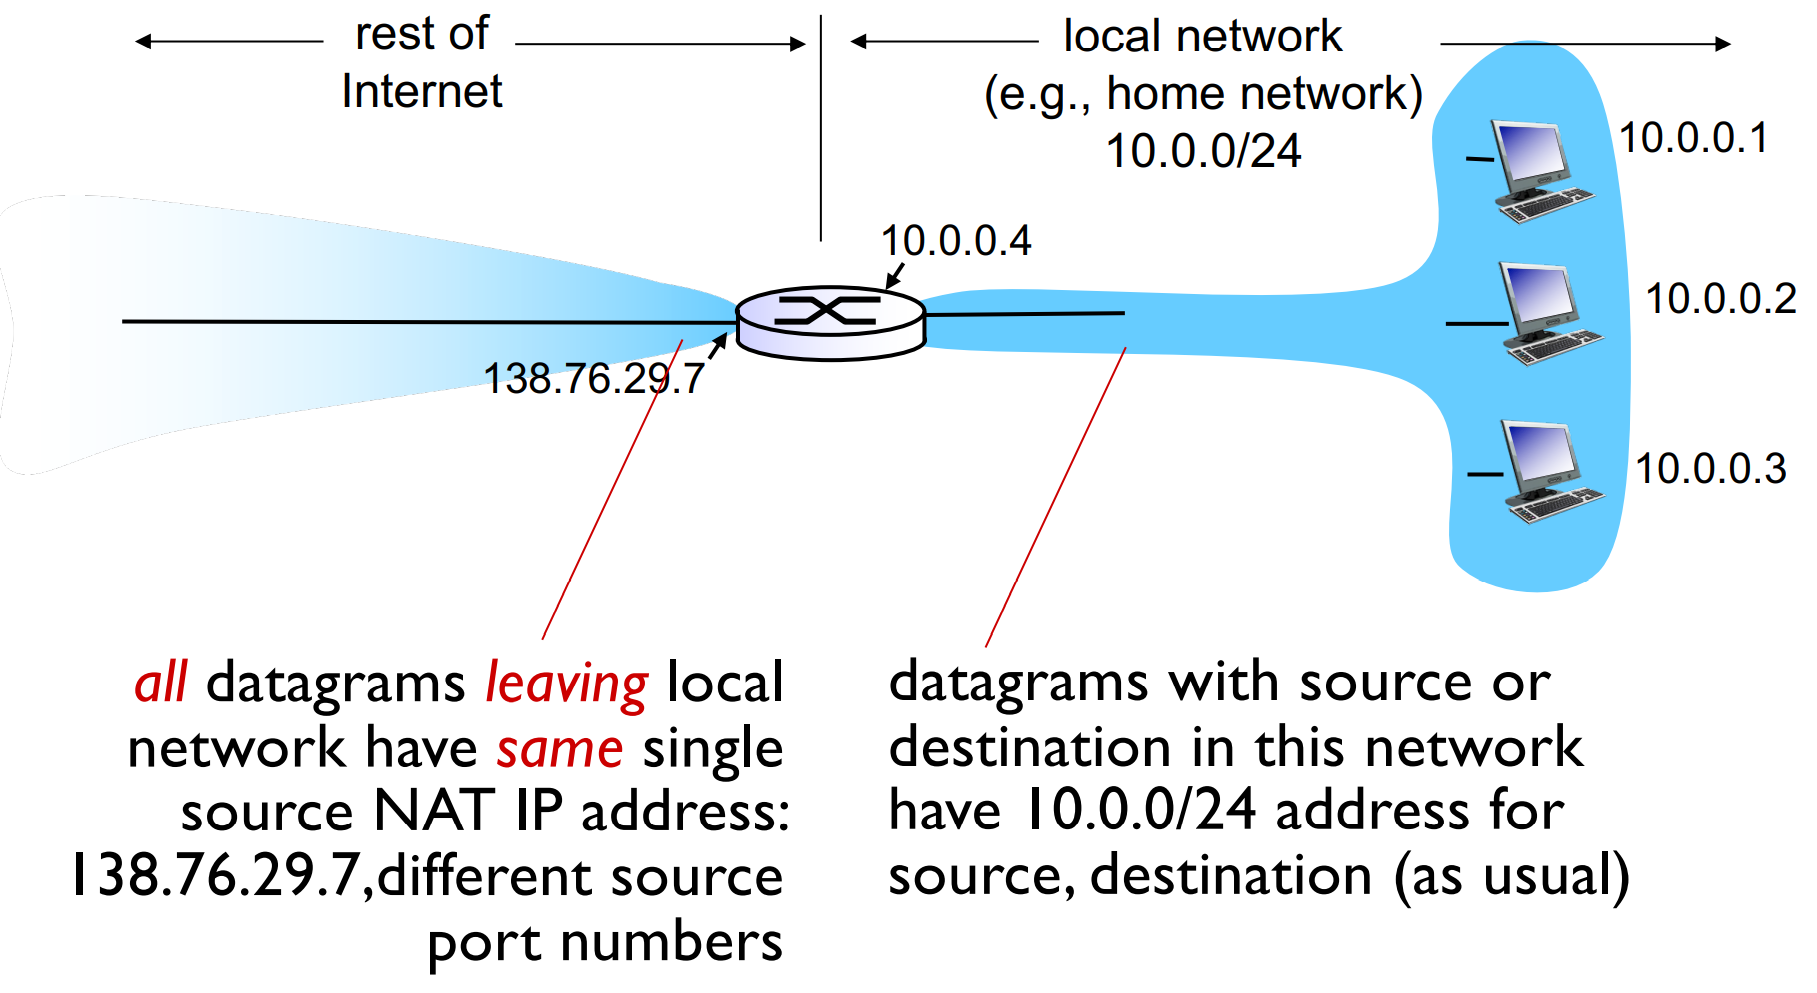 rest of
Internet
local network
(e.g., home network)
10.0.0/24
10.0.0.1
10.0.0.4
10.0.0.2
138.76.29.7
10.0.0.3
all datagrams leaving local
network have same single
source NAT IP address:
138.76.29.7,different source
port numbers
datagrams with source or
destination in this network
have 10.0.0/24 address for
source, destination (as usual)